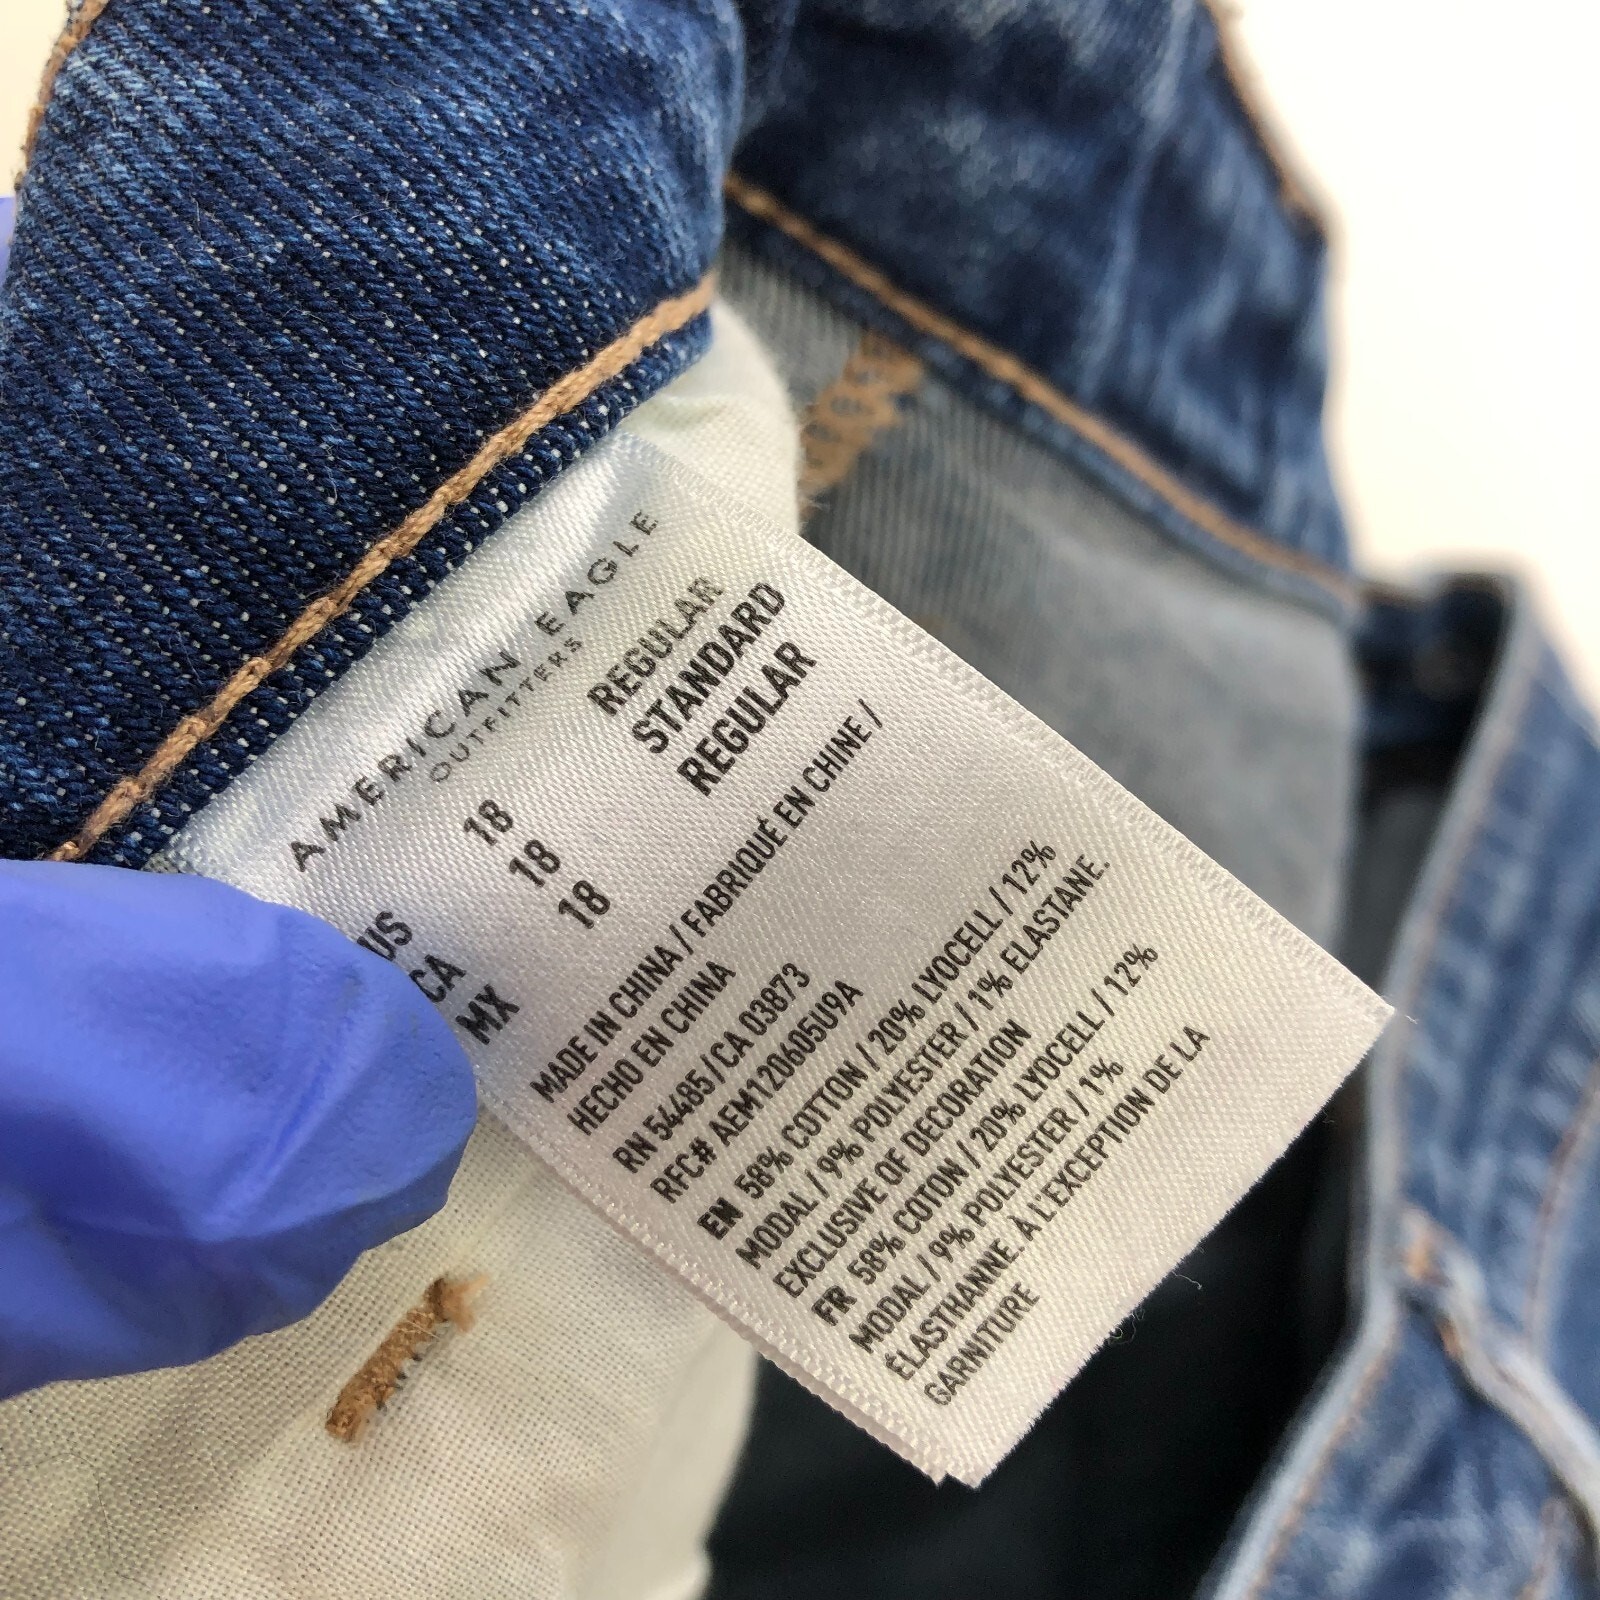 AMERICAN EAGLE
OUTFITTERS
US 18 REGULAR
CA 18 STANDARD
MX 18 REGULAR
MADE IN CHINA / FABRIQUÉ EN CHINE /
HECHO EN CHINA
RN 54485 / CA 03873
RFC# AEM120605U9A
EN 58% COTTON / 20% LYOCELL / 12%
MODAL / 9% POLYESTER / 1% ELASTANE.
EXCLUSIVE OF DECORATION
FR 58% COTON / 20% LYOCELL / 12%
MODAL / 9% POLYESTER / 1%
ÉLASTHANNE. À L'EXCEPTION DE LA
GARNITURE